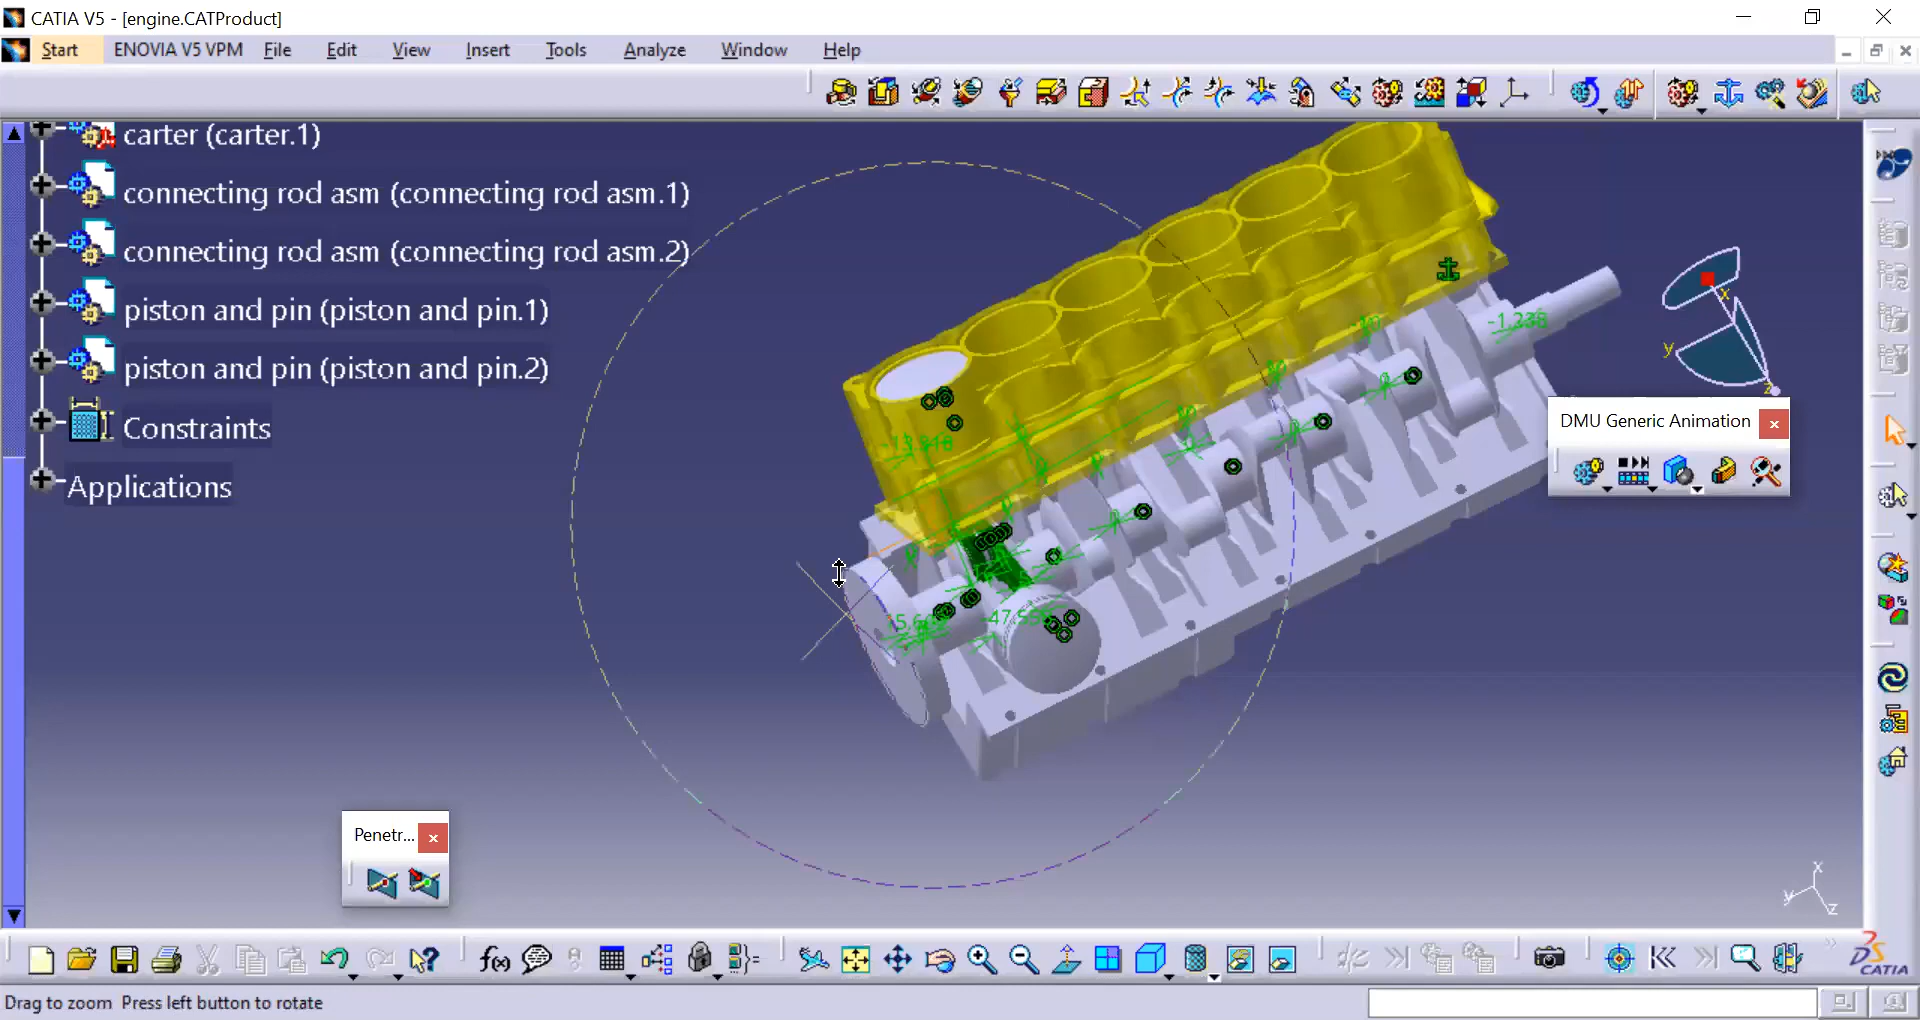 CATIA V5 - [engine.CATProduct]
Start ENOVIA V5 VPM File Edit View Insert Tools Analyze Window Help
carter (carter.1)
connecting rod asm (connecting rod asm.1)
connecting rod asm (connecting rod asm.2)
piston and pin (piston and pin.1)
piston and pin (piston and pin.2)
Constraints
Applications
-1,238
x
y
z
DMU Generic Animation
Penetr...
x
y
z
f(x)
CATIA
Drag to zoom Press left button to rotate